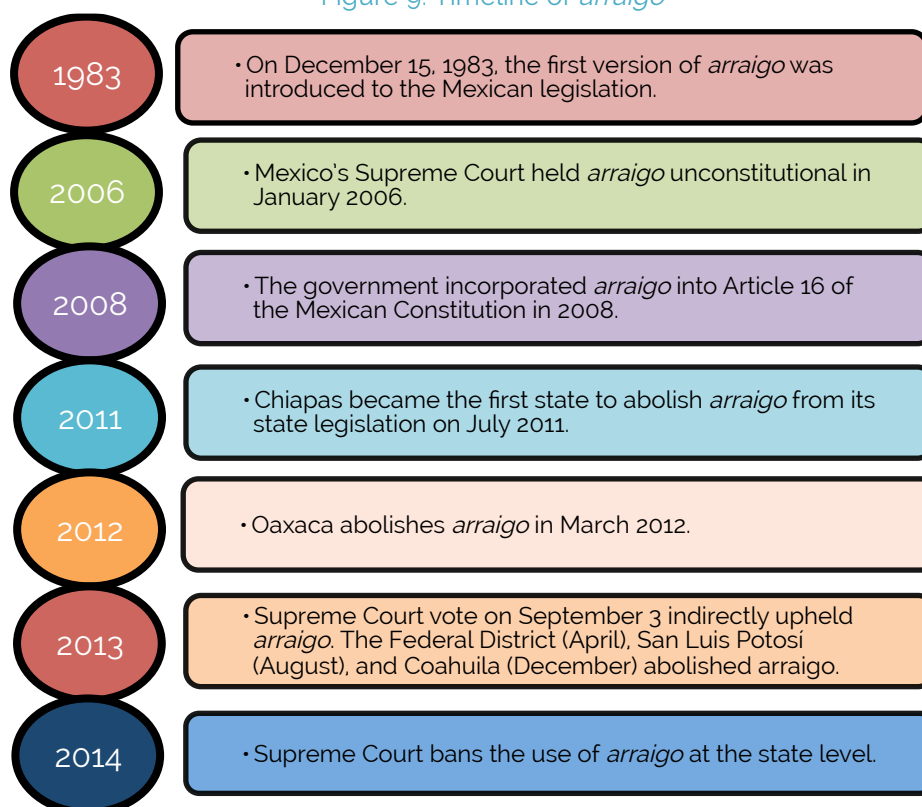 Figure 9. Timeline of arraigo
1983
• On December 15, 1983, the first version of arraigo was
introduced to the Mexican legislation.
2006
• Mexico's Supreme Court held arraigo unconstitutional in
January 2006.
2008
• The government incorporated arraigo into Article 16 of
the Mexican Constitution in 2008.
2011
• Chiapas became the first state to abolish arraigo from its
state legislation on July 2011.
2012
• Oaxaca abolishes arraigo in March 2012.
2013
• Supreme Court vote on September 3 indirectly upheld
arraigo. The Federal District (April), San Luis Potosí
(August), and Coahuila (December) abolished arraigo.
2014
• Supreme Court bans the use of arraigo at the state level.